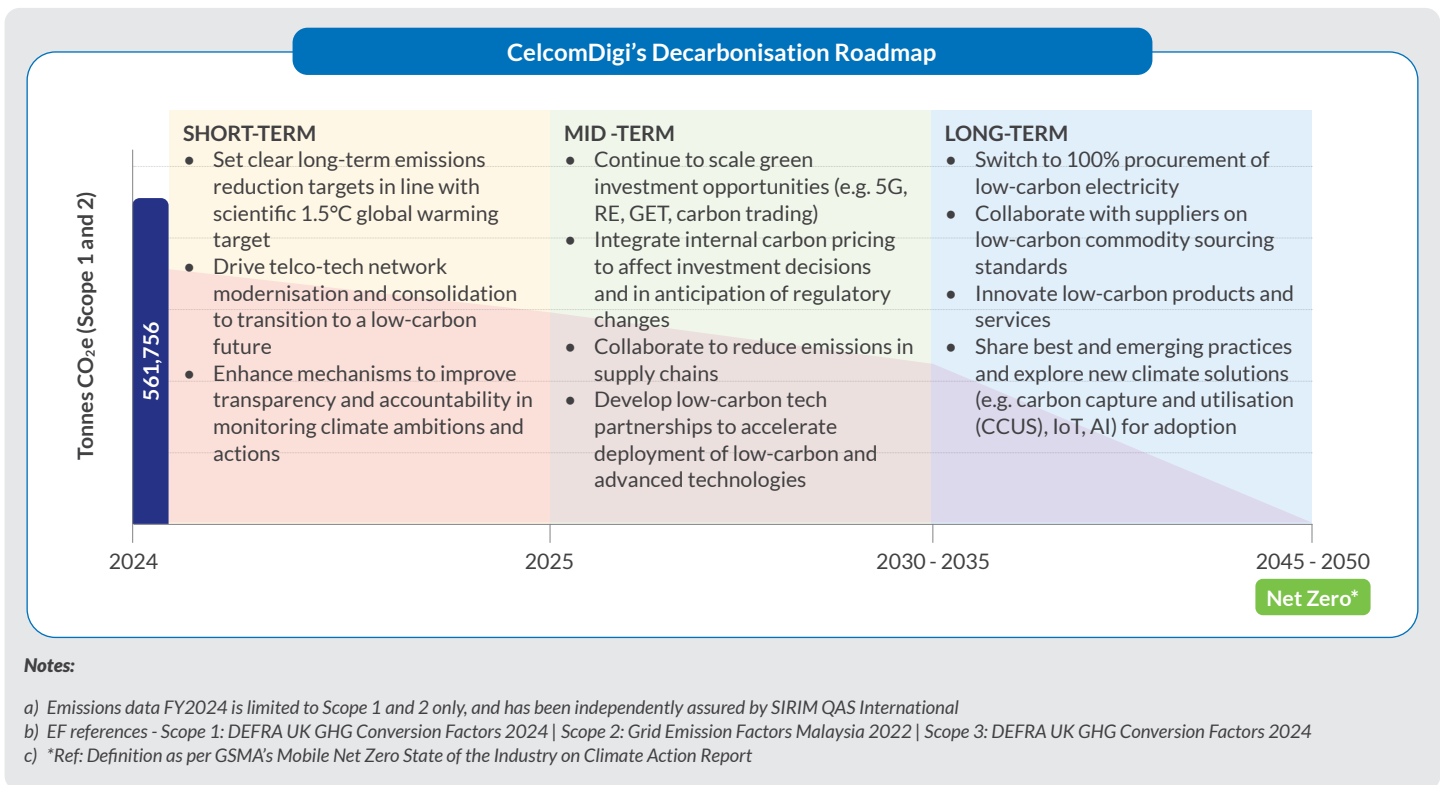 CelcomDigi's Decarbonisation Roadmap
Tonnes CO₂e (Scope 1 and 2)
561,756
SHORT-TERM
• Set clear long-term emissions
reduction targets in line with
scientific 1.5°C global warming
target
• Drive telco-tech network
modernisation and consolidation
to transition to a low-carbon
future
• Enhance mechanisms to improve
transparency and accountability in
monitoring climate ambitions and
actions
MID -TERM
• Continue to scale green
investment opportunities (e.g. 5G,
RE, GET, carbon trading)
• Integrate internal carbon pricing
to affect investment decisions
and in anticipation of regulatory
changes
• Collaborate to reduce emissions in
supply chains
• Develop low-carbon tech
partnerships to accelerate
deployment of low-carbon and
advanced technologies
LONG-TERM
• Switch to 100% procurement of
low-carbon electricity
• Collaborate with suppliers on
low-carbon commodity sourcing
standards
• Innovate low-carbon products and
services
• Share best and emerging practices
and explore new climate solutions
(e.g. carbon capture and utilisation
(CCUS), IoT, AI) for adoption
2024
2025
2030 - 2035
2045 - 2050
Net Zero*
Notes:
a) Emissions data FY2024 is limited to Scope 1 and 2 only, and has been independently assured by SIRIM QAS International
b) EF references - Scope 1: DEFRA UK GHG Conversion Factors 2024 | Scope 2: Grid Emission Factors Malaysia 2022 | Scope 3: DEFRA UK GHG Conversion Factors 2024
c) *Ref: Definition as per GSMA's Mobile Net Zero State of the Industry on Climate Action Report